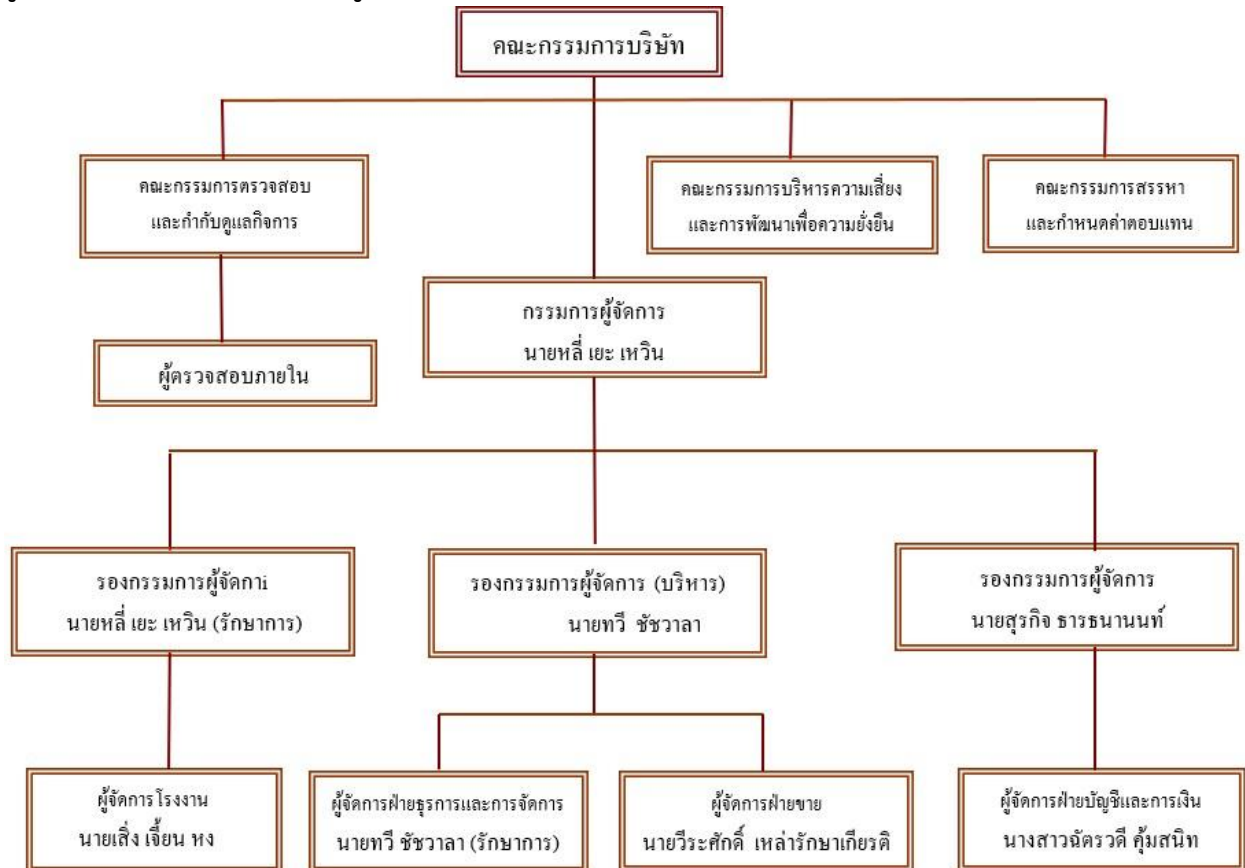 คณะกรรมการบริษัท
คณะกรรมการตรวจสอบ
และกำกับดูแลกิจการ
คณะกรรมการบริหารความเสี่ยง
และการพัฒนาเพื่อความยั่งยืน
คณะกรรมการสรรหา
และกำหนดค่าตอบแทน
กรรมการผู้จัดการ
นายหลี่ เยะ เหวิน
ผู้ตรวจสอบภายใน
รองกรรมการผู้จัดกาi
นายหลี่ เยะ เหวิน (รักษาการ)
รองกรรมการผู้จัดการ (บริหาร)
นายทวี ชัชวาลา
รองกรรมการผู้จัดการ
นายสุรกิจ ธารธนานนท์
ผู้จัดการโรงงาน
นายเสิ่ง เจี้ยน หง
ผู้จัดการฝ่ายธุรการและการจัดการ
นายทวี ชัชวาลา (รักษาการ)
ผู้จัดการฝ่ายขาย
นายวีระศักดิ์ เหล่ารักษาเกียรติ
ผู้จัดการฝ่ายบัญชีและการเงิน
นางสาวฉัตรวดี คุ้มสนิท